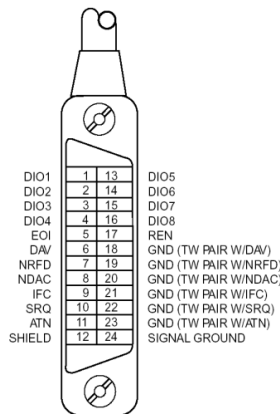 DIO1 1 13 DIO5
DIO2 2 14 DIO6
DIO3 3 15 DIO7
DIO4 4 16 DIO8
EOI 5 17 REN
DAV 6 18 GND (TW PAIR W/DAV)
NRFD 7 19 GND (TW PAIR W/NRFD)
NDAC 8 20 GND (TW PAIR W/NDAC)
IFC 9 21 GND (TW PAIR W/IFC)
SRQ 10 22 GND (TW PAIR W/SRQ)
ATN 11 23 GND (TW PAIR W/ATN)
SHIELD 12 24 SIGNAL GROUND